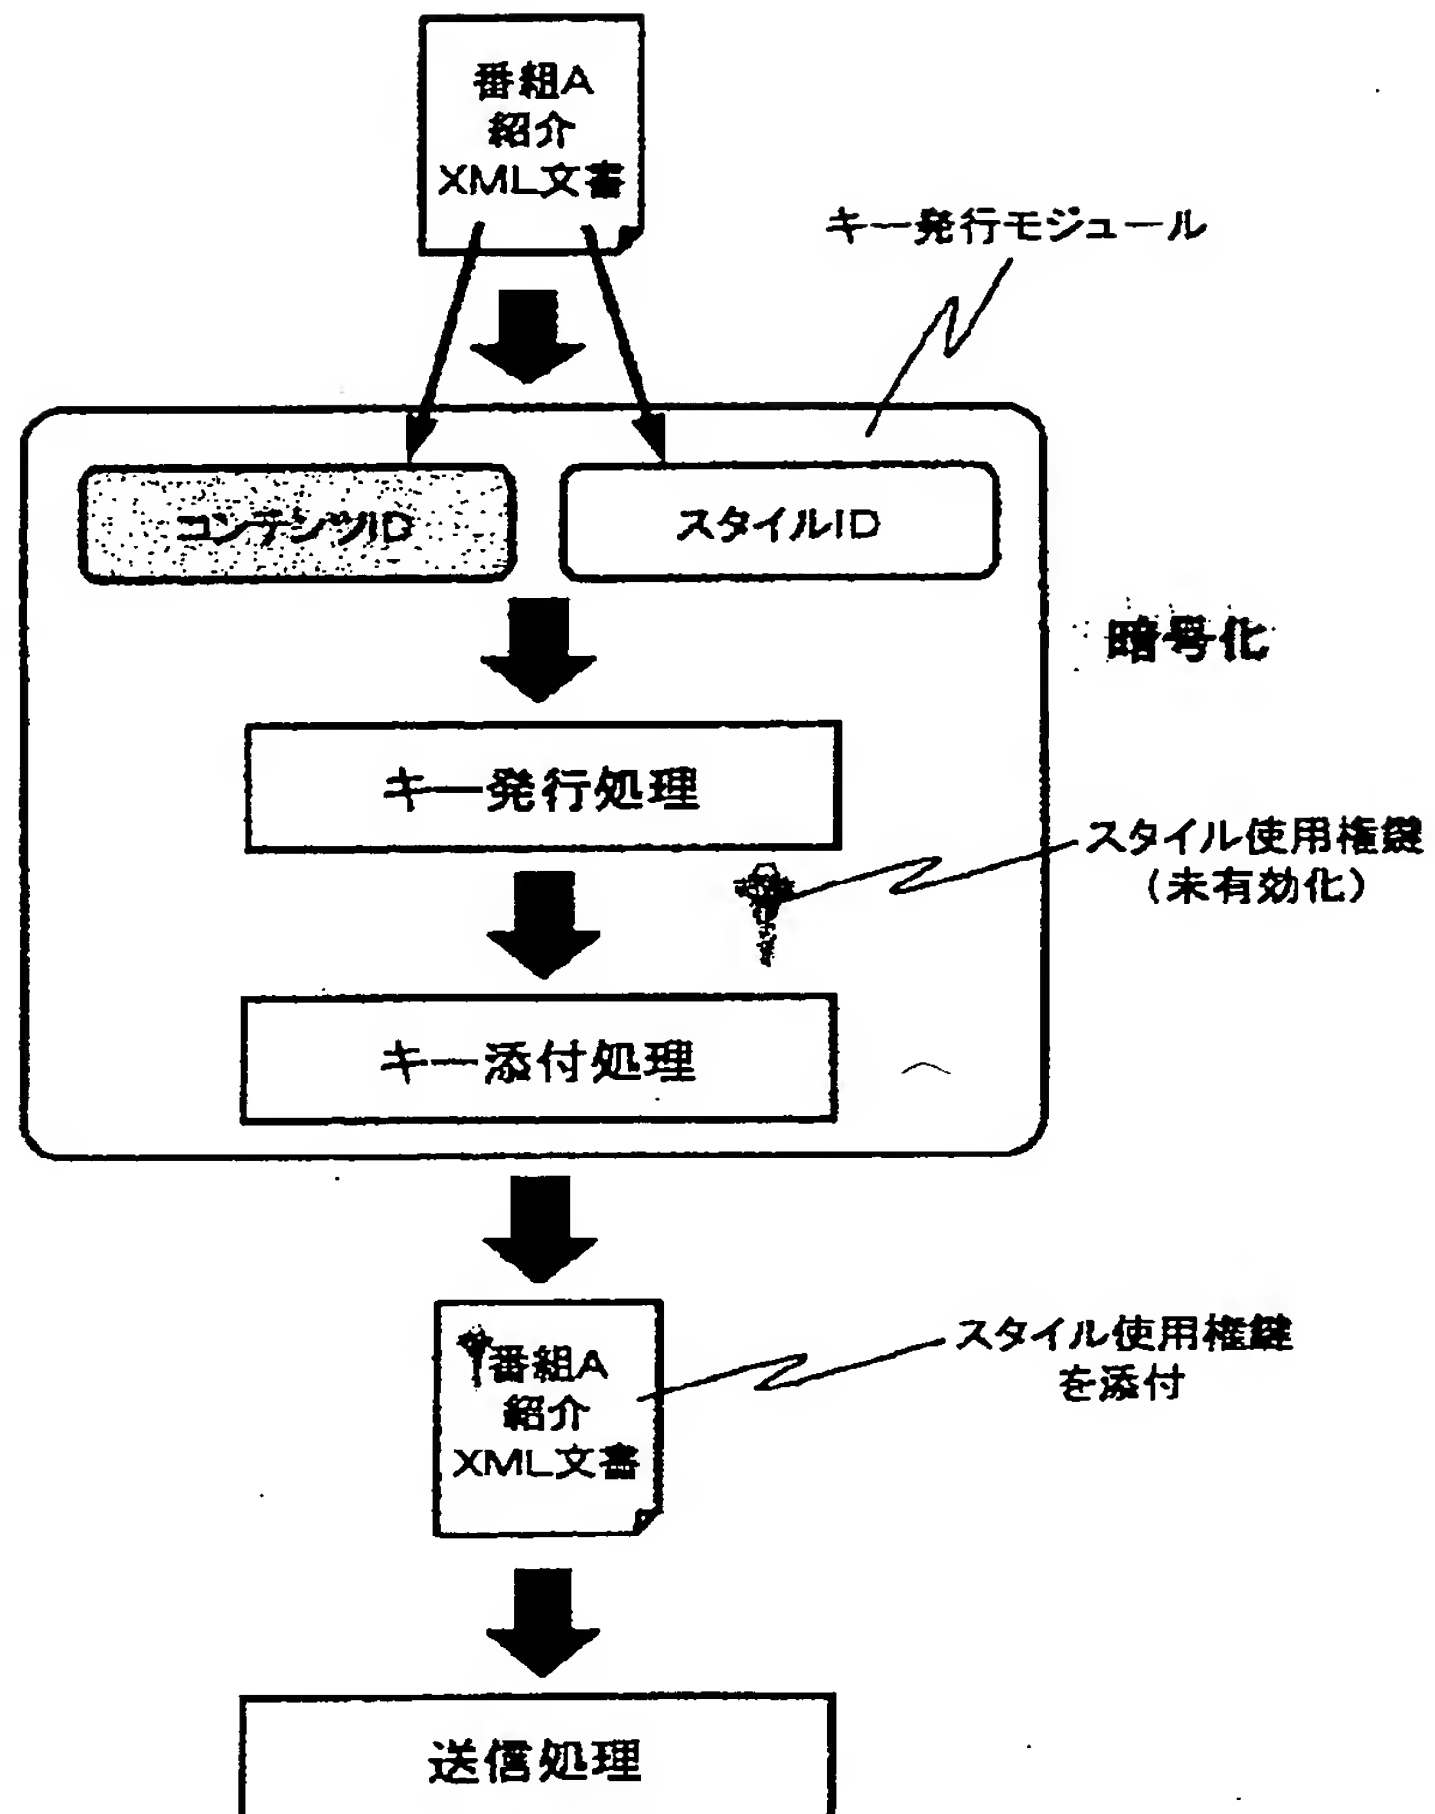 番組A
紹介
XML文書
キー発行モジュール
コンテンツID
スタイルID
暗号化
キー発行処理
スタイル使用権鍵
(未有効化)
キー添付処理
番組A
紹介
XML文書
スタイル使用権鍵
を添付
送信処理